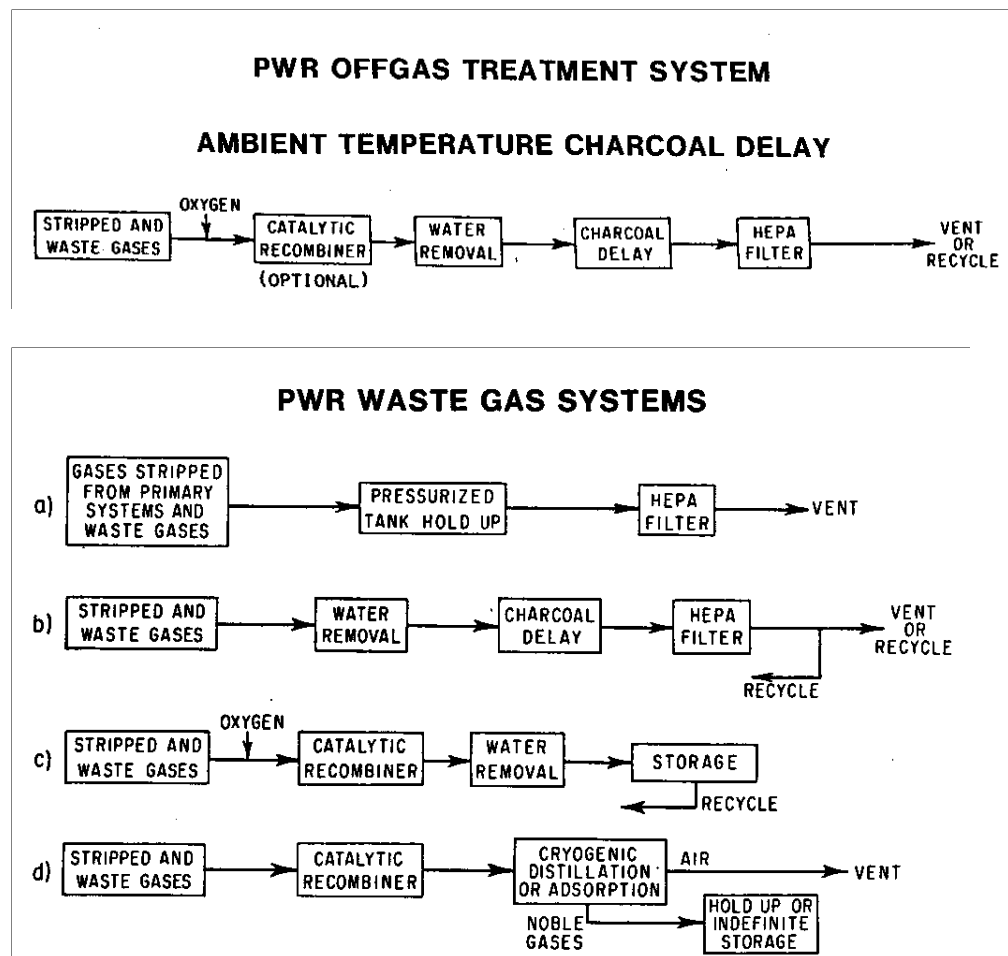 PWR OFFGAS TREATMENT SYSTEM
AMBIENT TEMPERATURE CHARCOAL DELAY
OXYGEN
STRIPPED AND
WASTE GASES
CATALYTIC
RECOMBINER
(OPTIONAL)
WATER
REMOVAL
CHARCOAL
DELAY
HEPA
FILTER
VENT
OR
RECYCLE
PWR WASTE GAS SYSTEMS
a)
GASES STRIPPED
FROM PRIMARY
SYSTEMS AND
WASTE GASES
PRESSURIZED
TANK HOLD UP
HEPA
FILTER
VENT
b)
STRIPPED AND
WASTE GASES
WATER
REMOVAL
CHARCOAL
DELAY
HEPA
FILTER
VENT
OR
RECYCLE
RECYCLE
c)
STRIPPED AND
WASTE GASES
OXYGEN
CATALYTIC
RECOMBINER
WATER
REMOVAL
STORAGE
RECYCLE
d)
STRIPPED AND
WASTE GASES
CATALYTIC
RECOMBINER
CRYOGENIC
DISTILLATION
OR ADSORPTION
AIR
VENT
NOBLE
GASES
HOLD UP OR
INDEFINITE
STORAGE